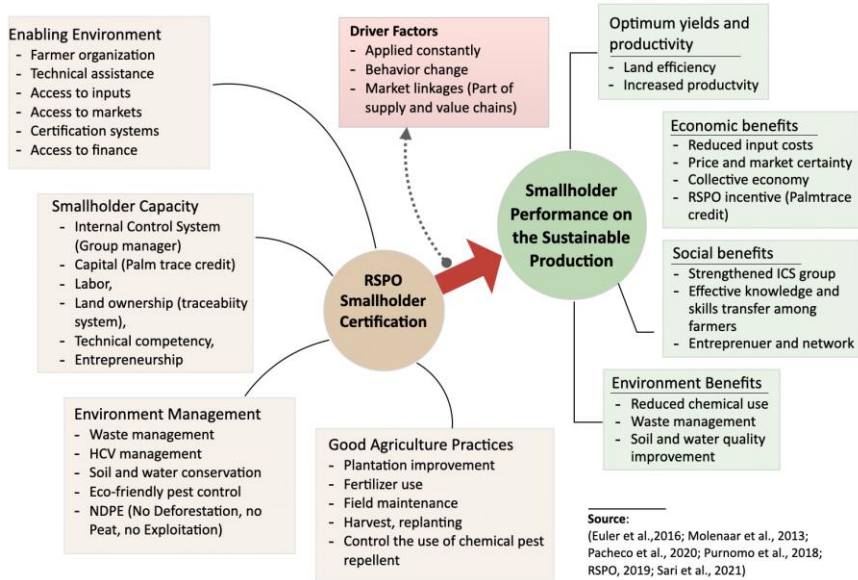 Enabling Environment
- Farmer organization
- Technical assistance
- Access to inputs
- Access to markets
- Certification systems
- Access to finance
Driver Factors
- Applied constantly
- Behavior change
- Market linkages (Part
of supply and value chains)
Optimum yields and
productivity
- Land efficiency
- Increased productvity
Smallholder Capacity
- Internal Control System
(Group manager)
- Capital (Palm trace credit)
- Labor,
- Land ownership (traceabiity
system),
- Technical competency,
- Entrepreneurship
RSPO
Smallholder
Certification
Smallholder
Performance on
the Sustainable
Production
Economic benefits
- Reduced input costs
- Price and market certainty
- Collective economy
- RSPO incentive (Palmtrace
credit)
Social benefits
- Strengthened ICS group
- Effective knowledge and
skills transfer among
farmers
- Entreprenuer and network
Environment Management
- Waste management
- HCV management
- Soil and water conservation
- Eco-friendly pest control
- NDPE (No Deforestation, no
Peat, no Exploitation)
Good Agriculture Practices
- Plantation improvement
- Fertilizer use
- Field maintenance
- Harvest, replanting
- Control the use of chemical pest
repellent
Environment Benefits
- Reduced chemical use
- Waste management
- Soil and water quality
improvement
Source:
(Euler et al.,2016; Molenaar et al., 2013;
Pacheco et al., 2020; Purnomo et al., 2018;
RSPO, 2019; Sari et al., 2021)